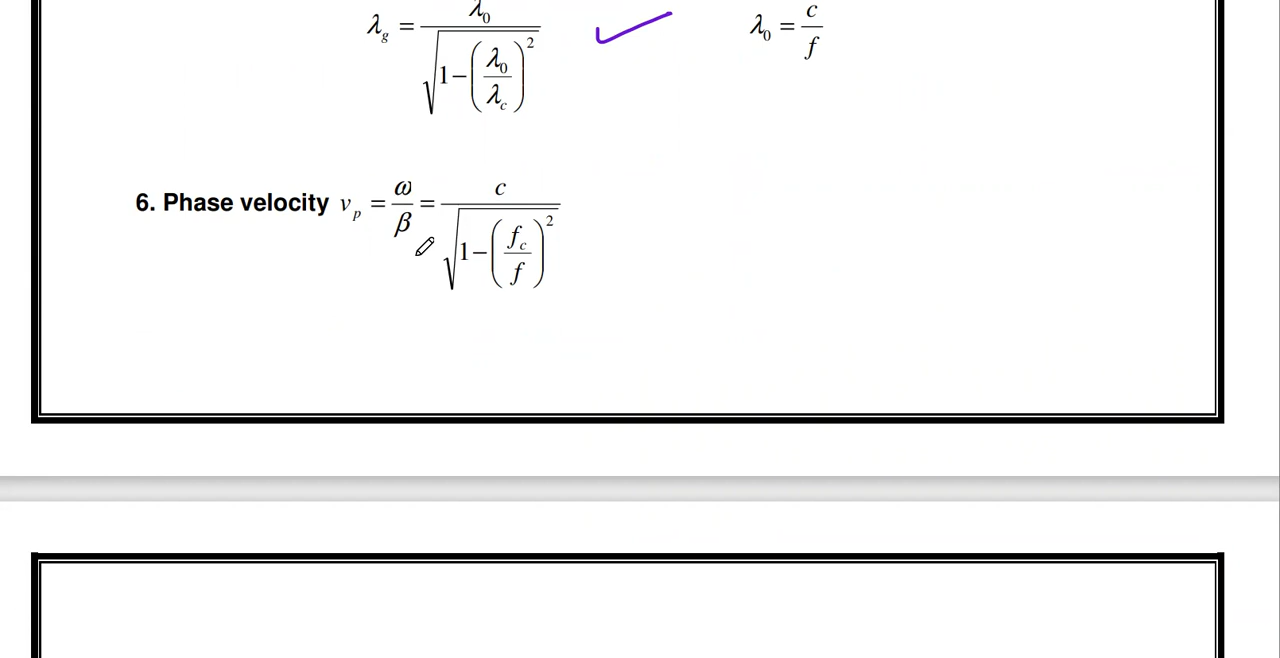 λg = λ0 / √(1−(λ0/λc)²) λ0 = c/f
6. Phase velocity vp = ω/β = c / √(1−(fc/f)²)